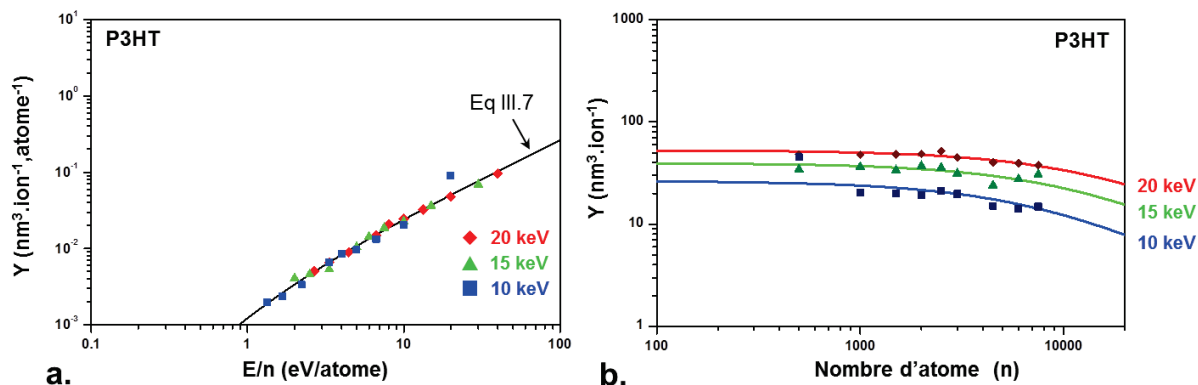 P3HT
Eq III.7
Y (nm³.ion⁻¹,atome⁻¹)
10¹
10⁰
10⁻¹
10⁻²
10⁻³
20 keV
15 keV
10 keV
0.1
1
10
100
E/n (eV/atome)
a.
P3HT
Y (nm³.ion⁻¹)
1000
100
10
1
20 keV
15 keV
10 keV
100
1000
10000
Nombre d'atome (n)
b.